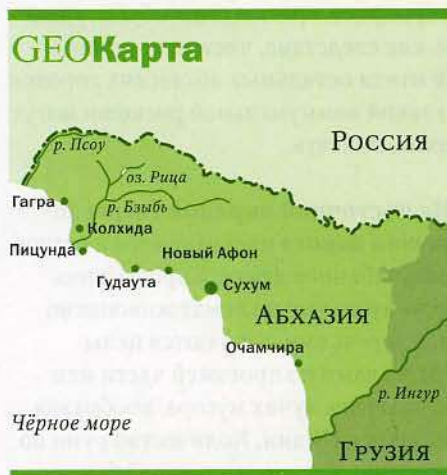 GEOКарта
Россия
р. Псоу
оз. Рица
Гагра
р. Бзыбь
Колхида
Пицунда
Новый Афон
Гудаута
Сухум
Абхазия
Очамчира
р. Ингур
Чёрное море
Грузия